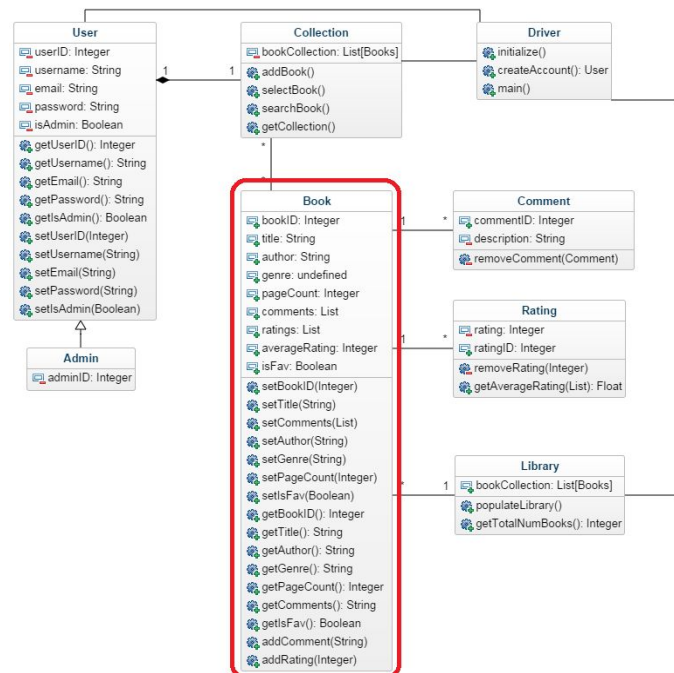 User
userID: Integer
username: String
email: String
password: String
isAdmin: Boolean
getUserID(): Integer
getUsername(): String
getEmail(): String
getPassword(): String
getIsAdmin(): Boolean
setUserID(Integer)
setUsername(String)
setEmail(String)
setPassword(String)
setIsAdmin(Boolean)
1
1
Collection
bookCollection: List[Books]
addBook()
selectBook()
searchBook()
getCollection()
Driver
initialize()
createAccount(): User
main()
*
*
Admin
adminID: Integer
Book
bookID: Integer
title: String
author: String
genre: undefined
pageCount: Integer
comments: List
ratings: List
averageRating: Integer
isFav: Boolean
setBookID(Integer)
setTitle(String)
setComments(List)
setAuthor(String)
setGenre(String)
setPageCount(Integer)
setIsFav(Boolean)
getBookID(): Integer
getTitle(): String
getAuthor(): String
getGenre(): String
getPageCount(): Integer
getComments(): String
getIsFav(): Boolean
addComment(String)
addRating(Integer)
1
*
Comment
commentID: Integer
description: String
removeComment(Comment)
1
*
Rating
rating: Integer
ratingID: Integer
removeRating(Integer)
getAverageRating(List): Float
*
1
Library
bookCollection: List[Books]
populateLibrary()
getTotalNumBooks(): Integer